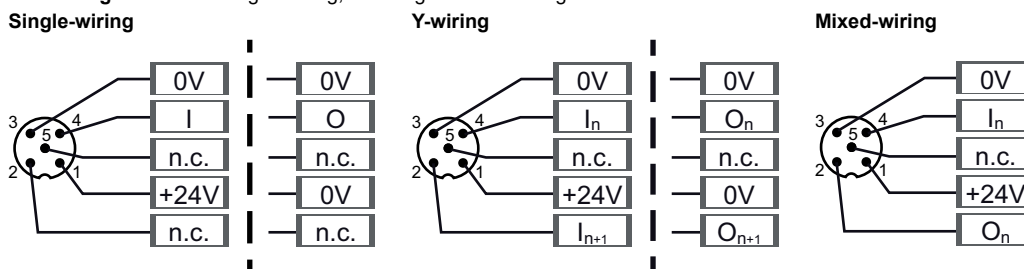 Single-wiring
Y-wiring
Mixed-wiring
0V
I
n.c.
+24V
n.c.
3
4
5
2
1
0V
O
n.c.
0V
n.c.
0V
Iₙ
n.c.
+24V
Iₙ₊₁
3
4
5
2
1
0V
Oₙ
n.c.
0V
Oₙ₊₁
0V
Iₙ
n.c.
+24V
Oₙ
3
4
5
2
1